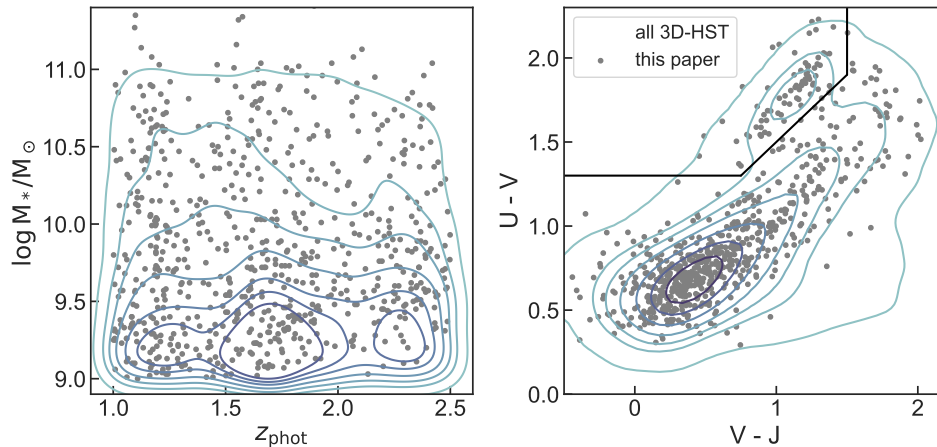 log M*/M⊙
11.0
10.5
10.0
9.5
9.0
1.0 1.5 2.0 2.5
zphot
U - V
2.0
1.5
1.0
0.5
0.0
all 3D-HST
this paper
0 1 2
V - J